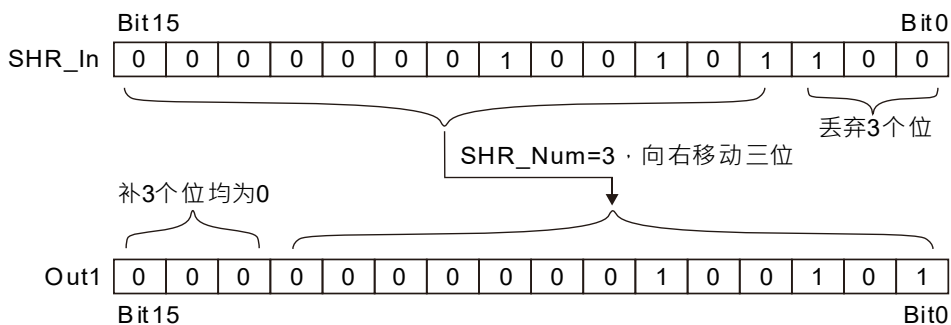 Bit15 Bit0
SHR_In 0 0 0 0 0 0 0 1 0 0 1 0 1 1 0 0
丢弃3个位
SHR_Num=3，向右移动三位
补3个位均为0
Out1 0 0 0 0 0 0 0 0 0 0 1 0 0 1 0 1
Bit15 Bit0